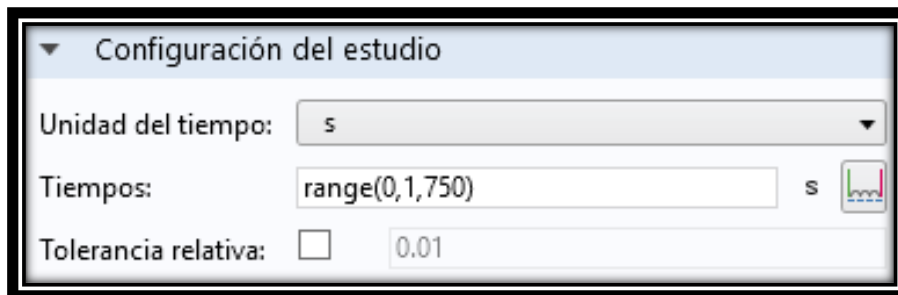 Configuración del estudio
Unidad del tiempo: s
Tiempos: range(0,1,750) s
Tolerancia relativa: 0.01